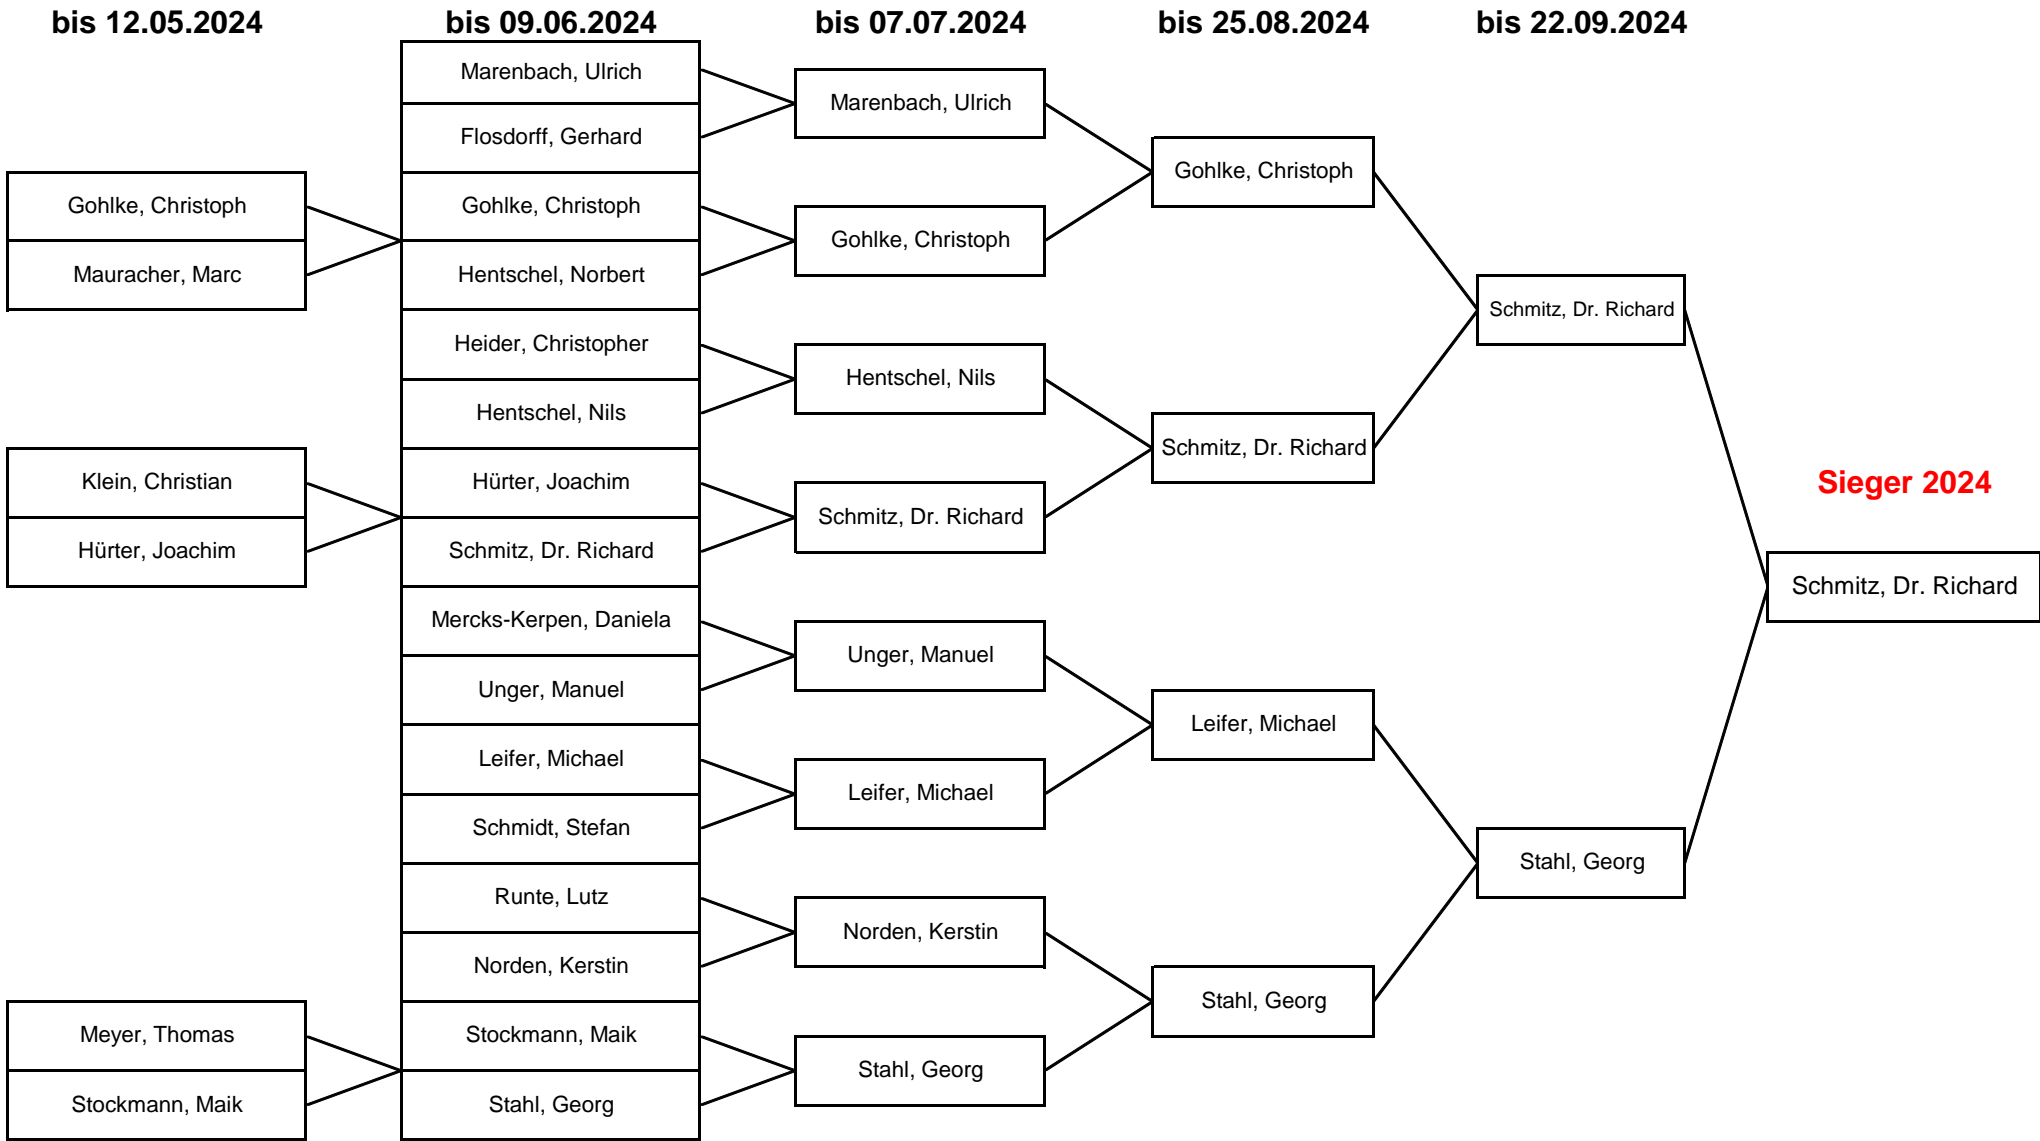 bis 12.05.2024
bis 09.06.2024
bis 07.07.2024
bis 25.08.2024
bis 22.09.2024
Gohlke, Christoph
Mauracher, Marc
Klein, Christian
Hürter, Joachim
Meyer, Thomas
Stockmann, Maik
Marenbach, Ulrich
Flosdorff, Gerhard
Gohlke, Christoph
Hentschel, Norbert
Heider, Christopher
Hentschel, Nils
Hürter, Joachim
Schmitz, Dr. Richard
Mercks-Kerpen, Daniela
Unger, Manuel
Leifer, Michael
Schmidt, Stefan
Runte, Lutz
Norden, Kerstin
Stockmann, Maik
Stahl, Georg
Marenbach, Ulrich
Gohlke, Christoph
Hentschel, Nils
Schmitz, Dr. Richard
Unger, Manuel
Leifer, Michael
Norden, Kerstin
Stahl, Georg
Gohlke, Christoph
Schmitz, Dr. Richard
Leifer, Michael
Stahl, Georg
Schmitz, Dr. Richard
Stahl, Georg
Sieger 2024
Schmitz, Dr. Richard